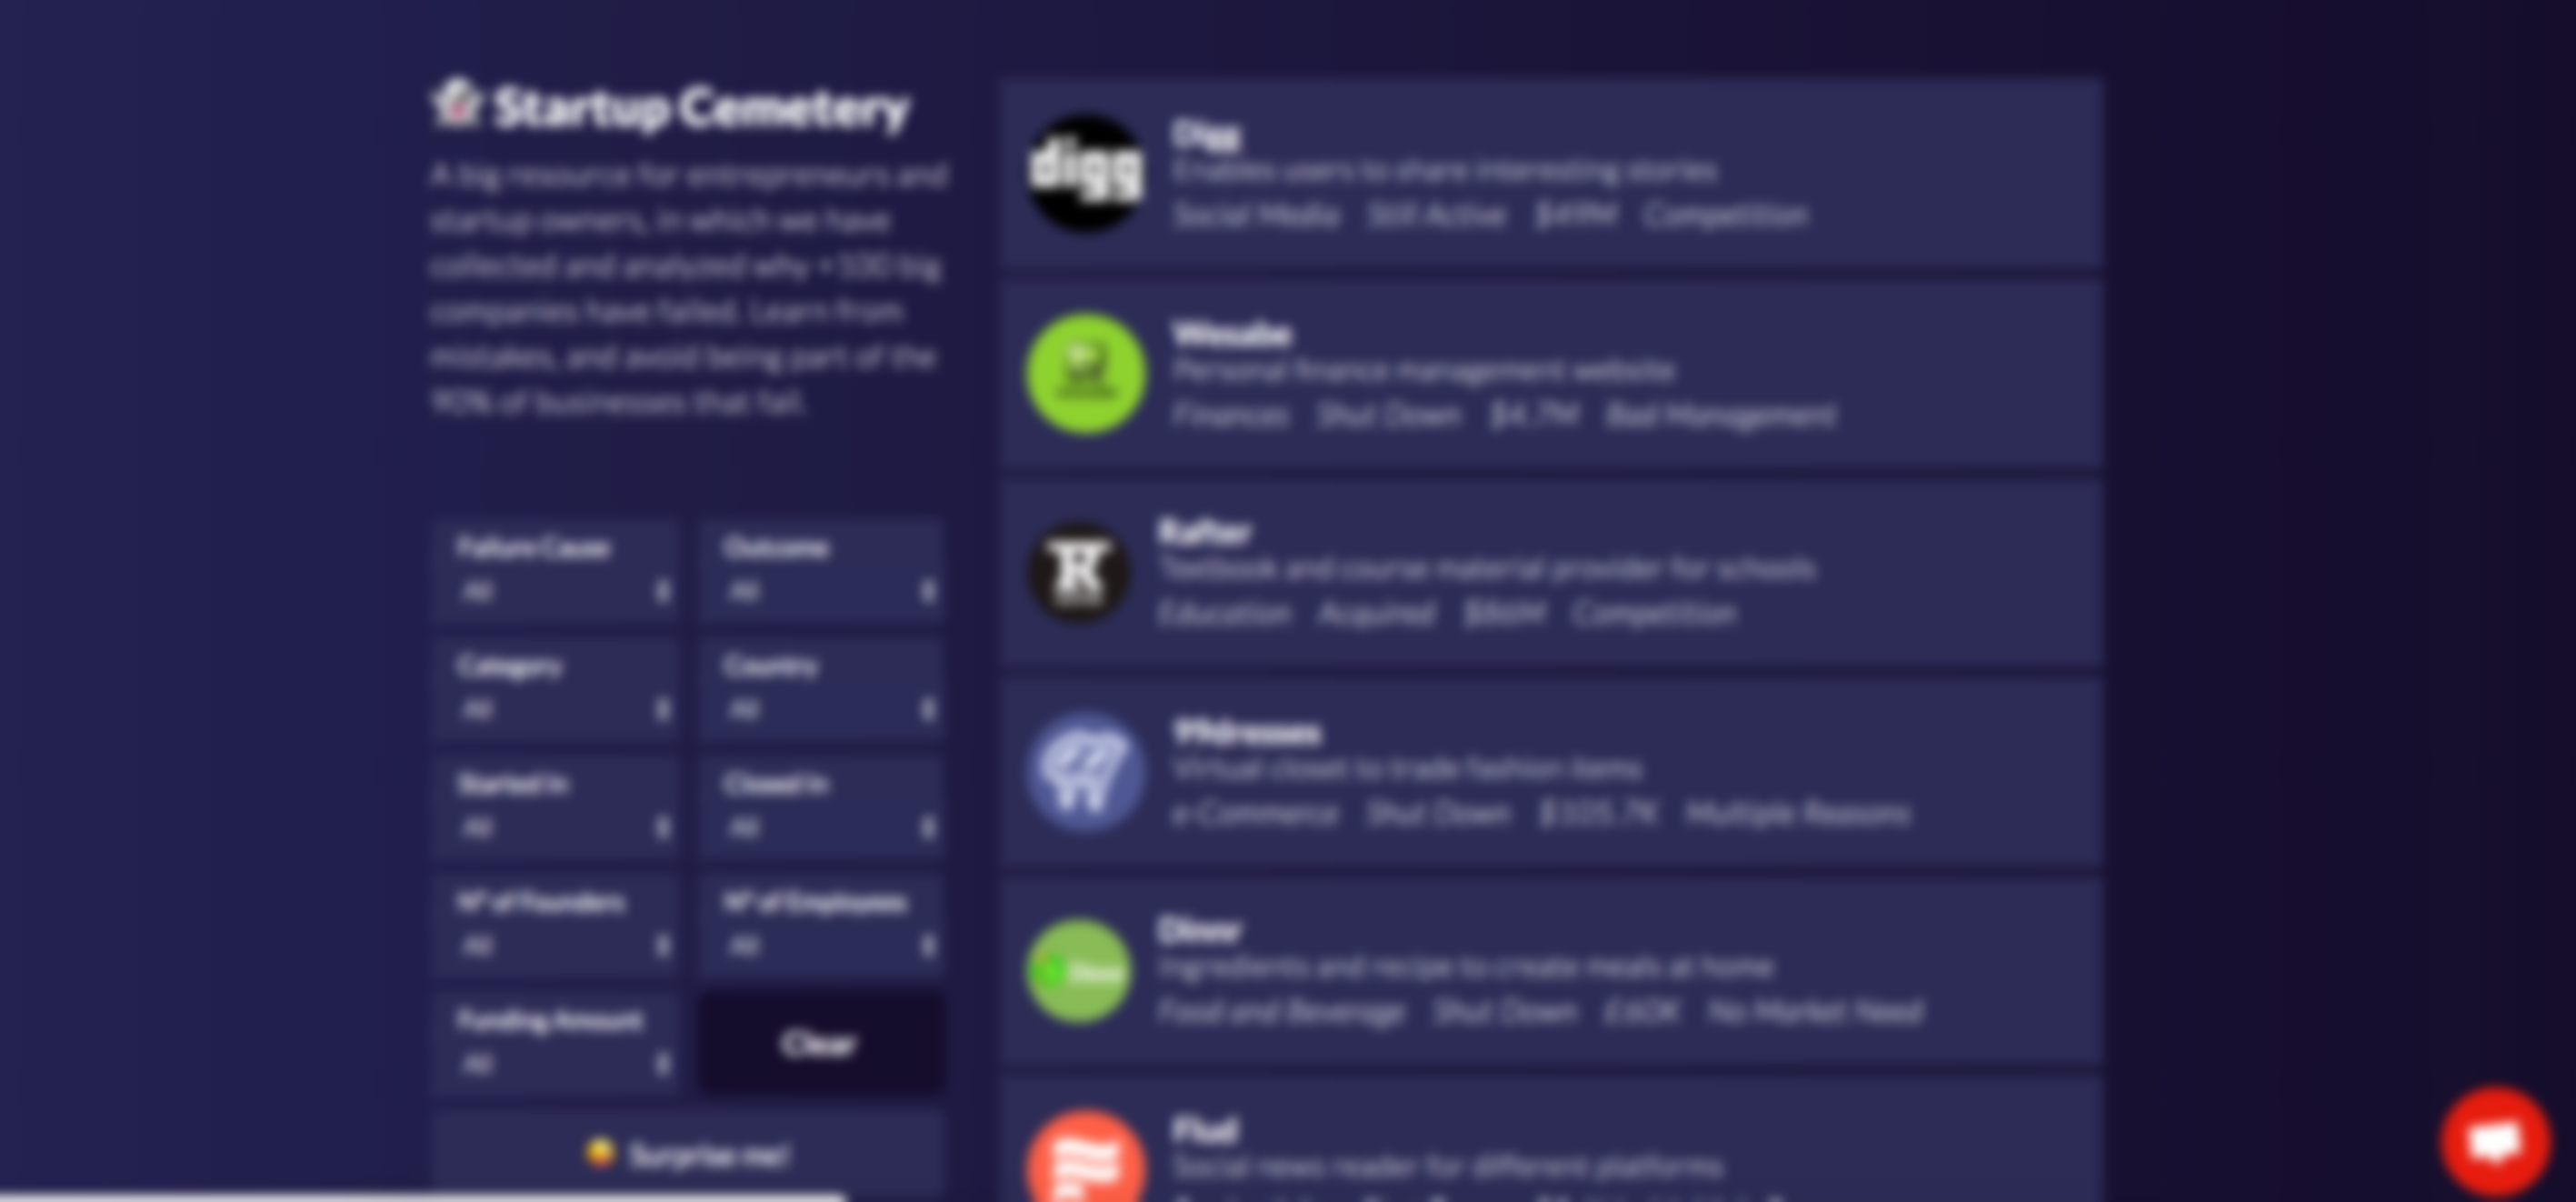 Startup Cemetery
A big resource for entrepreneurs and
startup owners, in which we have
collected and analyzed why +100 big
companies have failed. Learn from
mistakes, and avoid being part of the
90% of businesses that fail.
Failure Cause
All
Outcome
All
Category
All
Country
All
Started in
All
Closed in
All
Nº of Founders
All
Nº of Employees
All
Funding Amount
All
Clear
Surprise me!
digg
Digg
Enables users to share interesting stories
Social Media Still Active $49M Competition
Wesabe
Personal finance management website
Finances Shut Down $4.7M Bad Management
R
Rafter
Textbook and course material provider for schools
Education Acquired $86M Competition
99dresses
Virtual closet to trade fashion items
e-Commerce Shut Down $105.7K Multiple Reasons
Dinnr
Ingredients and recipe to create meals at home
Food and Beverage Shut Down £60K No Market Need
Flud
Social news reader for different platforms